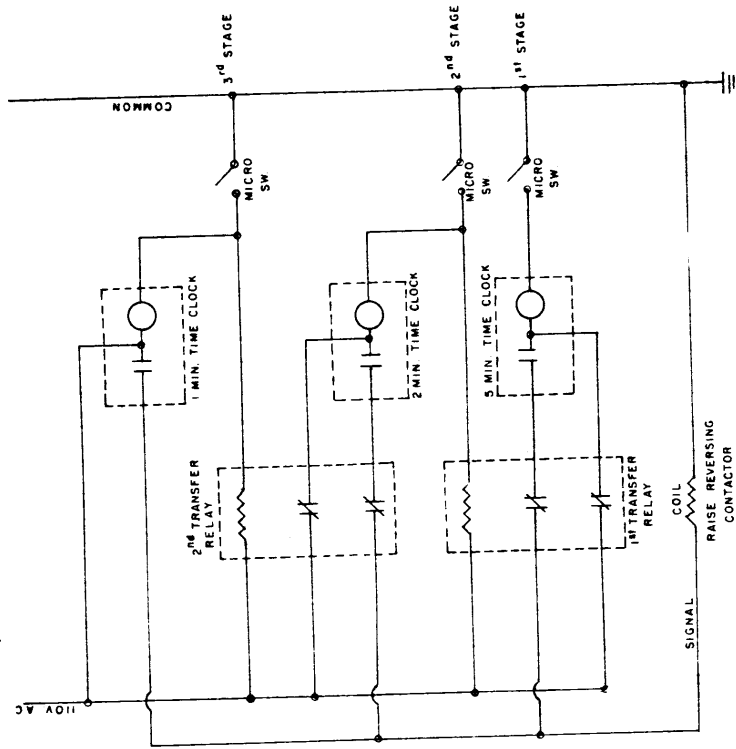 110V AC
COMMON
3rd STAGE
MICRO
SW.
1 MIN. TIME CLOCK
2nd TRANSFER
RELAY
2nd STAGE
MICRO
SW.
2 MIN. TIME CLOCK
1st STAGE
MICRO
SW.
5 MIN. TIME CLOCK
1st TRANSFER
RELAY
SIGNAL
COIL
RAISE REVERSING
CONTACTOR